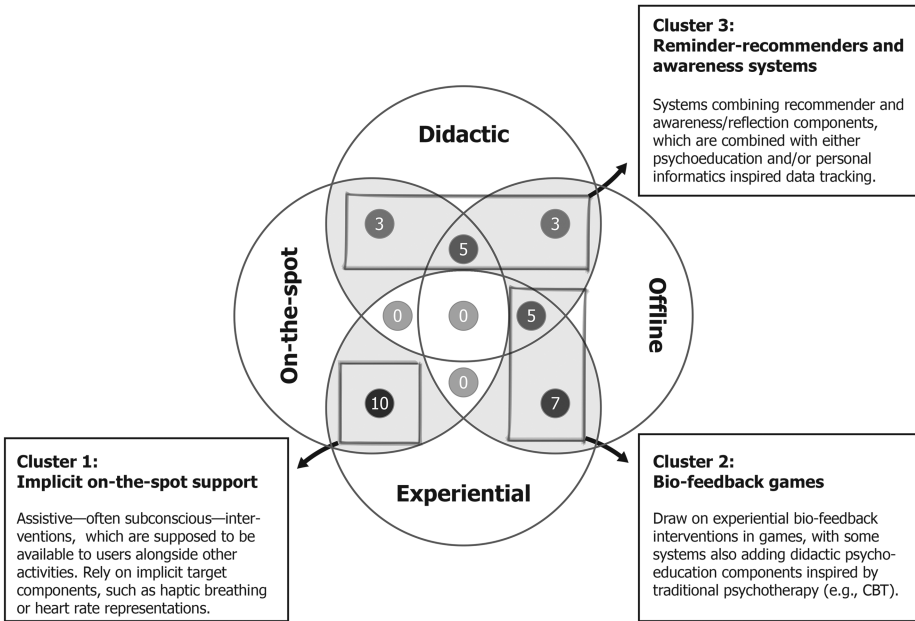 Cluster 3:
Reminder-recommenders and
awareness systems
Systems combining recommender and
awareness/reflection components,
which are combined with either
psychoeducation and/or personal
informatics inspired data tracking.
Didactic
3
3
5
On-the-spot
Offline
0
0
5
0
10
7
Experiential
Cluster 1:
Implicit on-the-spot support
Assistive—often subconscious—inter-
ventions, which are supposed to be
available to users alongside other
activities. Rely on implicit target
components, such as haptic breathing
or heart rate representations.
Cluster 2:
Bio-feedback games
Draw on experiential bio-feedback
interventions in games, with some
systems also adding didactic psycho-
education components inspired by
traditional psychotherapy (e.g., CBT).